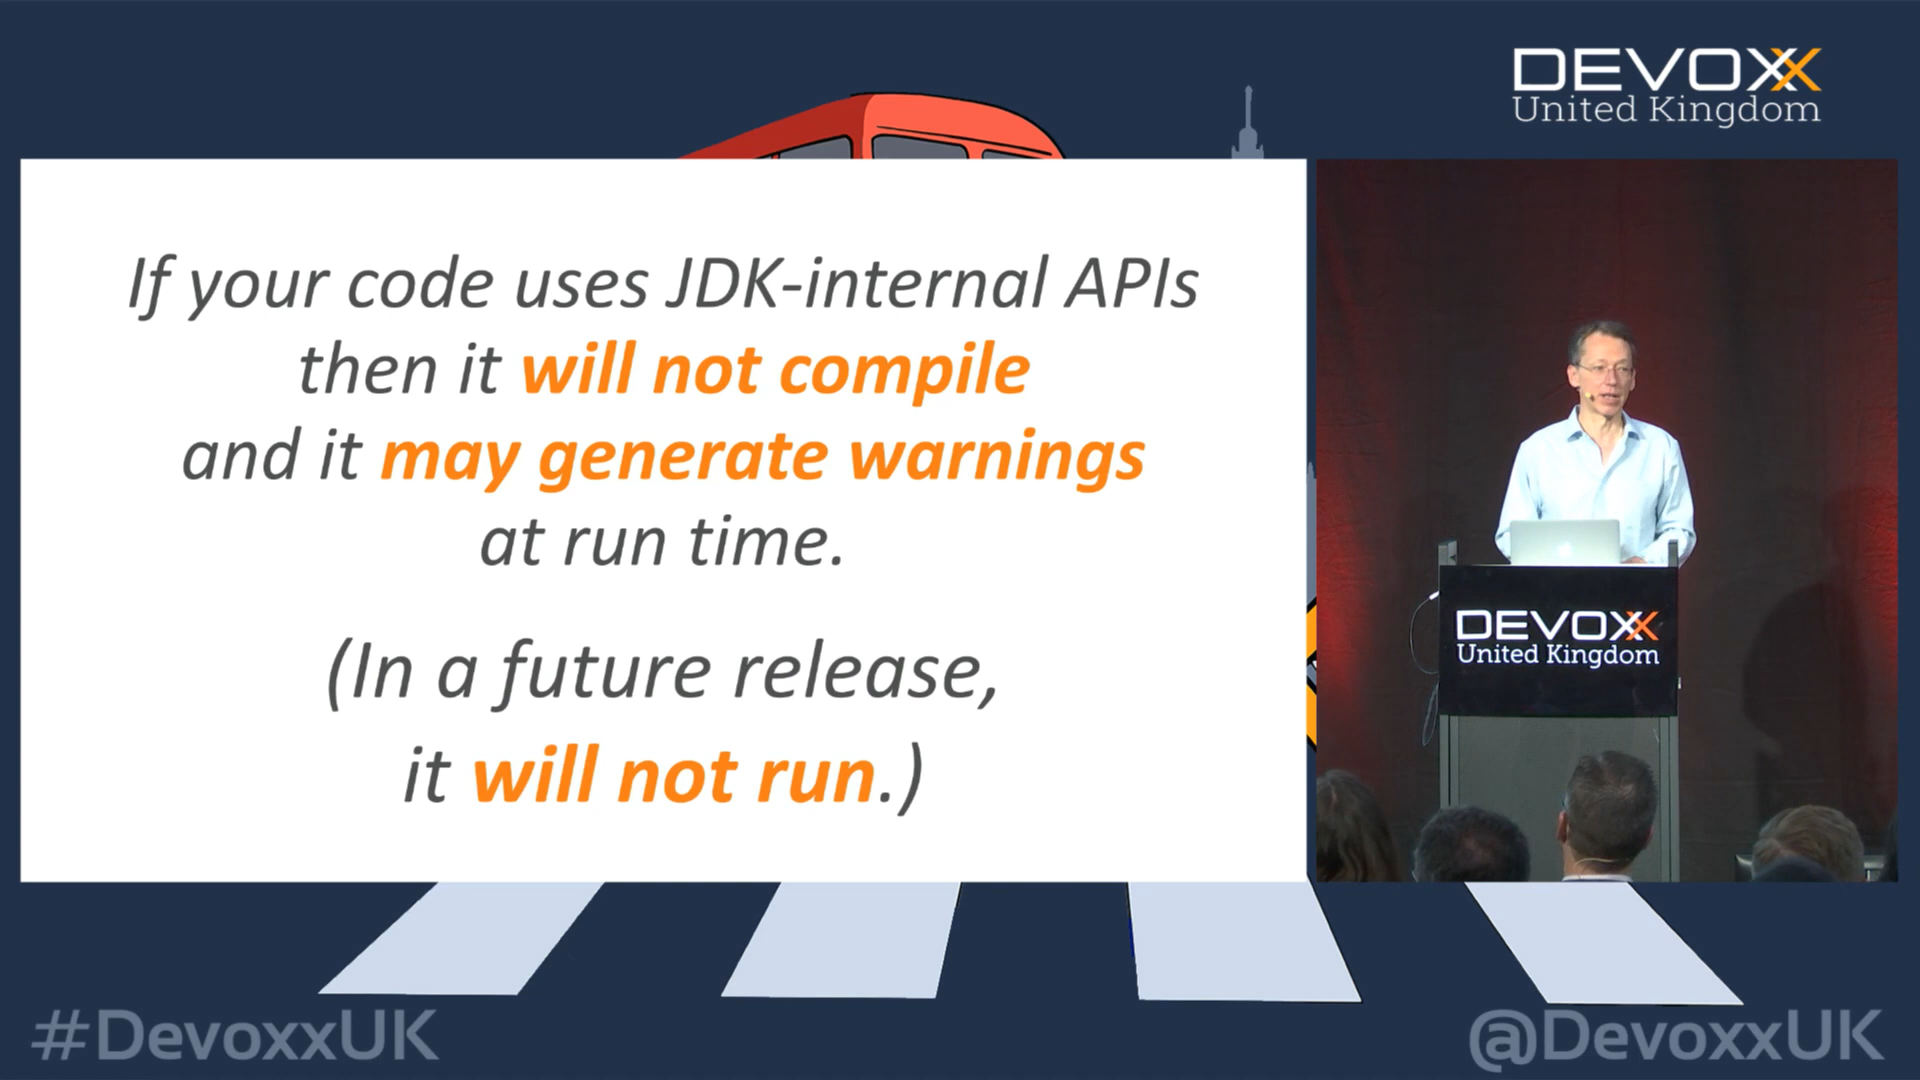 DEVOXX
United Kingdom
If your code uses JDK-internal APIs
then it will not compile
and it may generate warnings
at run time.
(In a future release,
it will not run.)
DEVOXX
United Kingdom
#DevoxxUK
@DevoxxUK